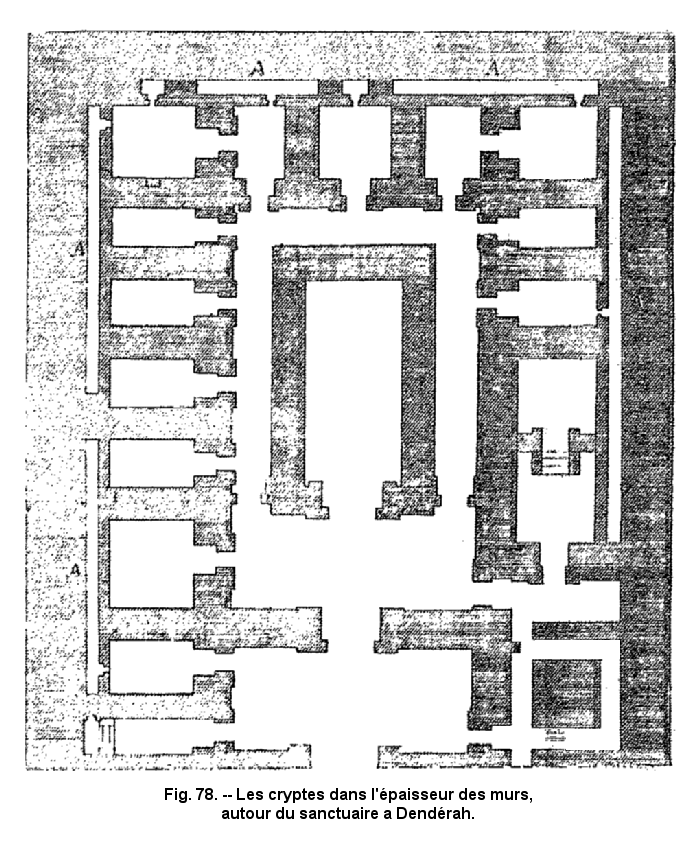 A A
A
A
Fig. 78. -- Les cryptes dans l'épaisseur des murs,
autour du sanctuaire a Dendérah.